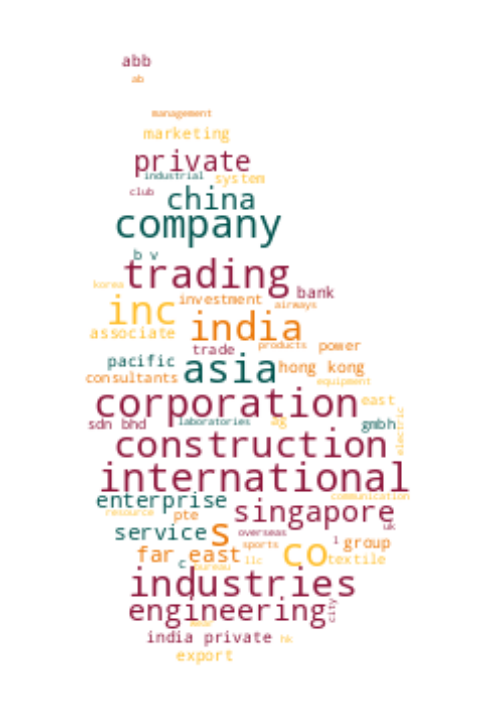 abb
ab
management
marketing
private
industrial system
club
china
company
b v
trading
korea
bank
inc investment
airways
india
associate
products power
trade
pacific asia hong kong
consultants
equipment
corporation east
sdn bhd laboratories ag gmbh
electric
construction
international
enterprise communication
resource
pte singapore
uk
service s overseas
l group
sports
far east co textile
c llc
bureau
industries
engineering city
india private hk
export